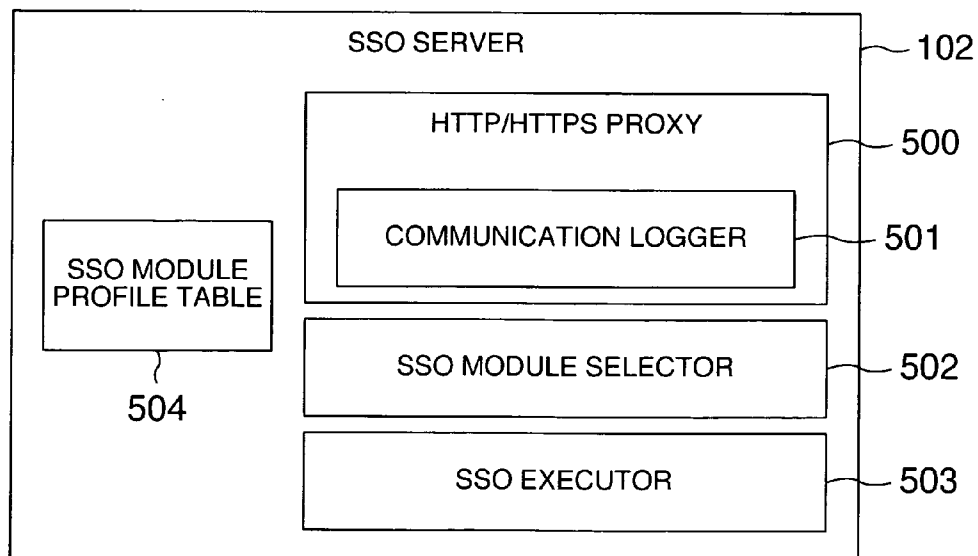 SSO SERVER
102
HTTP/HTTPS PROXY
500
COMMUNICATION LOGGER
501
SSO MODULE
PROFILE TABLE
504
SSO MODULE SELECTOR
502
SSO EXECUTOR
503